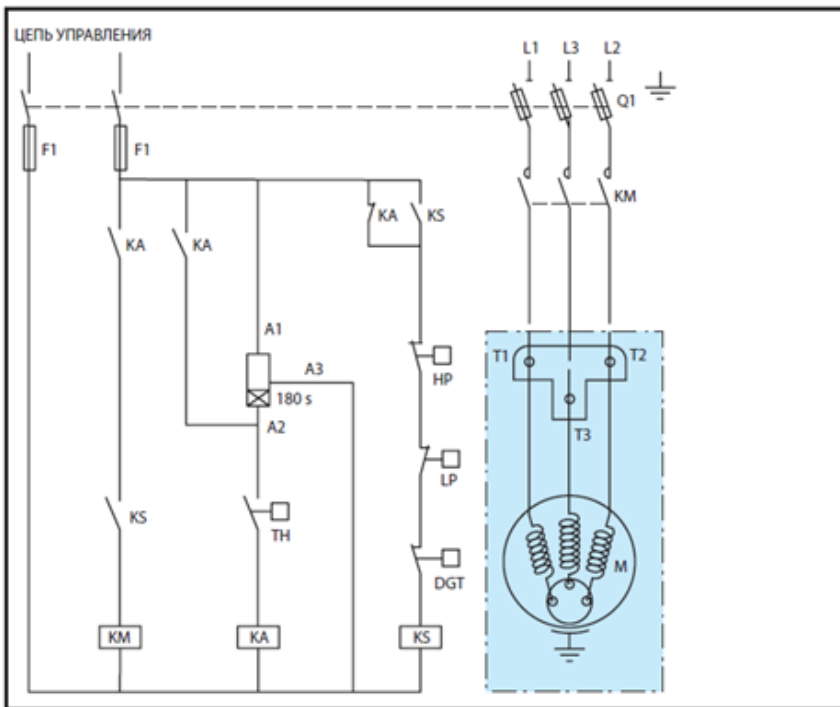 ЦЕПЬ УПРАВЛЕНИЯ
L1 L3 L2
Q1
F1 F1
KA KA KA KS KM
A1
A3
180 s
A2
HP
T1 T2
T3
LP
KS
TH
DGT
M
KM KA KS